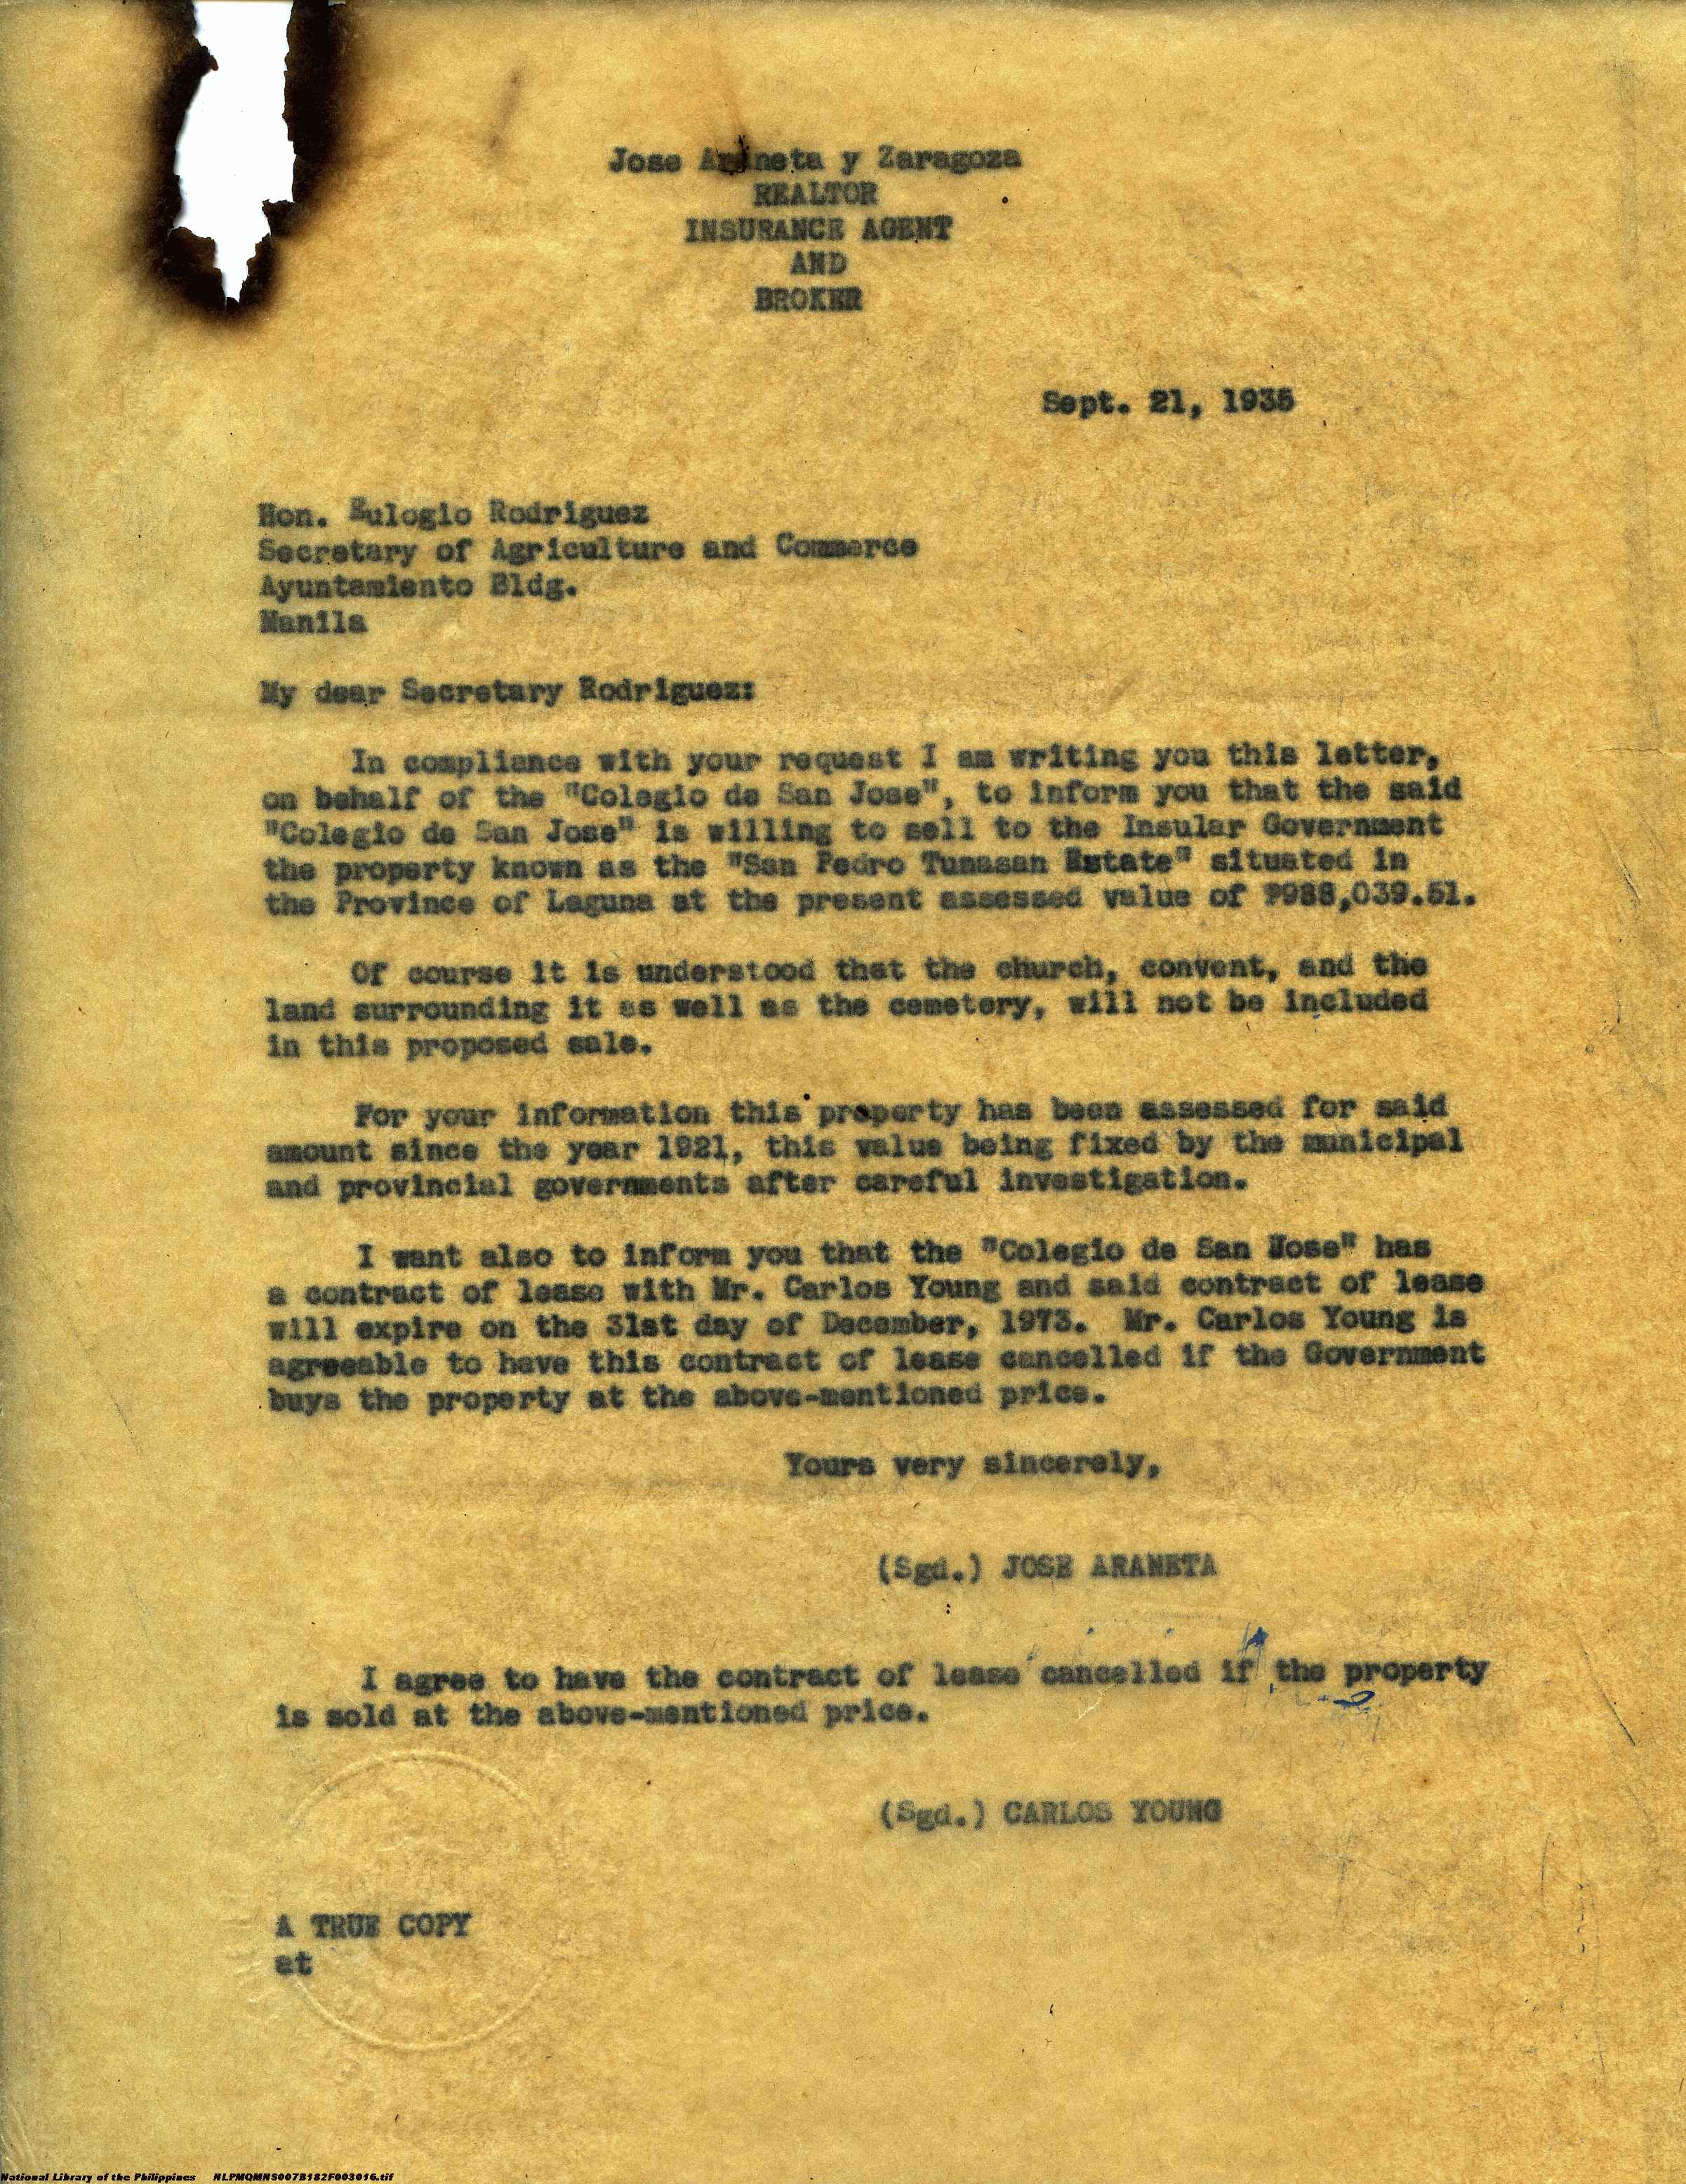 Jose Araneta y Zaragoza
REALTOR
INSURANCE AGENT
AND
BROKER
Sept. 21, 1935
Hon. Eulogio Rodriguez
Secretary of Agriculture and Commerce
Ayuntamiento Bldg.
Manila
My dear Secretary Rodriguez:
In compliance with your request I am writing you this letter,
on behalf of the "Colegio de San Jose", to inform you that the said
"Colegio de San Jose" is willing to sell to the Insular Government
the property known as the "San Pedro Tunasan Estate" situated in
the Province of Laguna at the present assessed value of ₱988,039.51.
Of course it is understood that the church, convent, and the
land surrounding it as well as the cemetery, will not be included
in this proposed sale.
For your information this property has been assessed for said
amount since the year 1921, this value being fixed by the municipal
and provincial governments after careful investigation.
I want also to inform you that the "Colegio de San Jose" has
a contract of lease with Mr. Carlos Young and said contract of lease
will expire on the 31st day of December, 1973. Mr. Carlos Young is
agreeable to have this contract of lease cancelled if the Government
buys the property at the above-mentioned price.
Yours very sincerely,
(Sgd.) JOSE ARANETA
I agree to have the contract of lease cancelled if the property
is sold at the above-mentioned price.
(Sgd.) CARLOS YOUNG
A TRUE COPY
at
National Library of the Philippines NLPMQMNS007B182F003016.tif